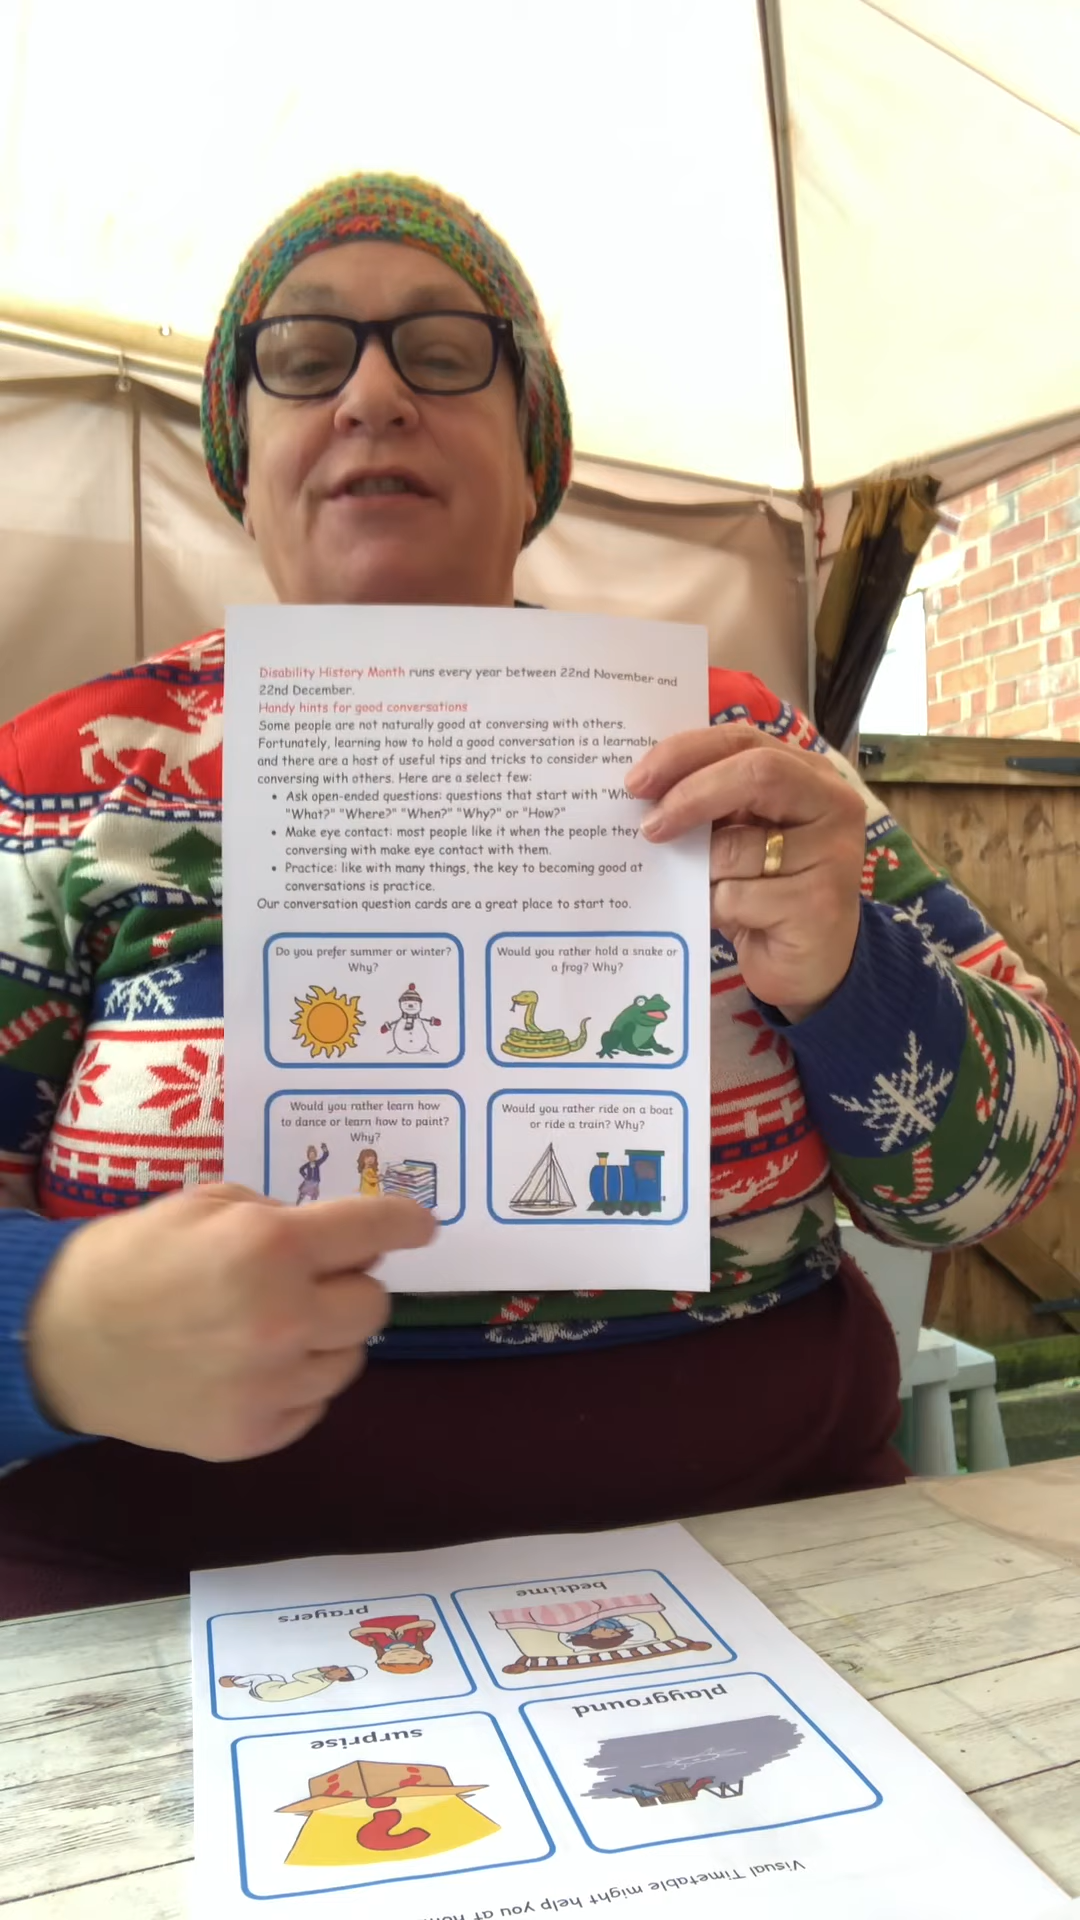 Disability History Month runs every year between 22nd November and
22nd December.
Handy hints for good conversations
Some people are not naturally good at conversing with others.
Fortunately, learning how to hold a good conversation is a learnable
and there are a host of useful tips and tricks to consider when
conversing with others. Here are a select few:
• Ask open-ended questions: questions that start with
"What?" "Where?" "When?" "Why?" or "How?"
• Make eye contact: most people like it when the people they
conversing with make eye contact with them.
• Practice: like with many things, the key to becoming good at
conversations is practice.
Our conversation question cards are a great place to start too.
Do you prefer summer or winter?
Why?
Would you rather hold a snake or
a frog? Why?
Would you rather learn how
to dance or learn how to paint?
Why?
Would you rather ride on a boat
or ride a train? Why?
bedtime
prayers
playground
surprise
Visual Timetable might help you at